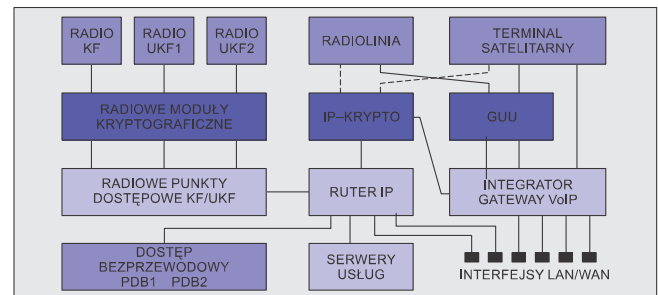 RADIO
KF
RADIO
UKF1
RADIO
UKF2
RADIOLINIA
TERMINAL
SATELITARNY
RADIOWE MODUŁY
KRYPTOGRAFICZNE
IP–KRYPTO
GUU
RADIOWE PUNKTY
DOSTĘPOWE KF/UKF
RUTER IP
INTEGRATOR
GATEWAY VoIP
DOSTĘP
BEZPRZEWODOWY
PDB1 PDB2
SERWERY
USŁUG
INTERFEJSY LAN/WAN